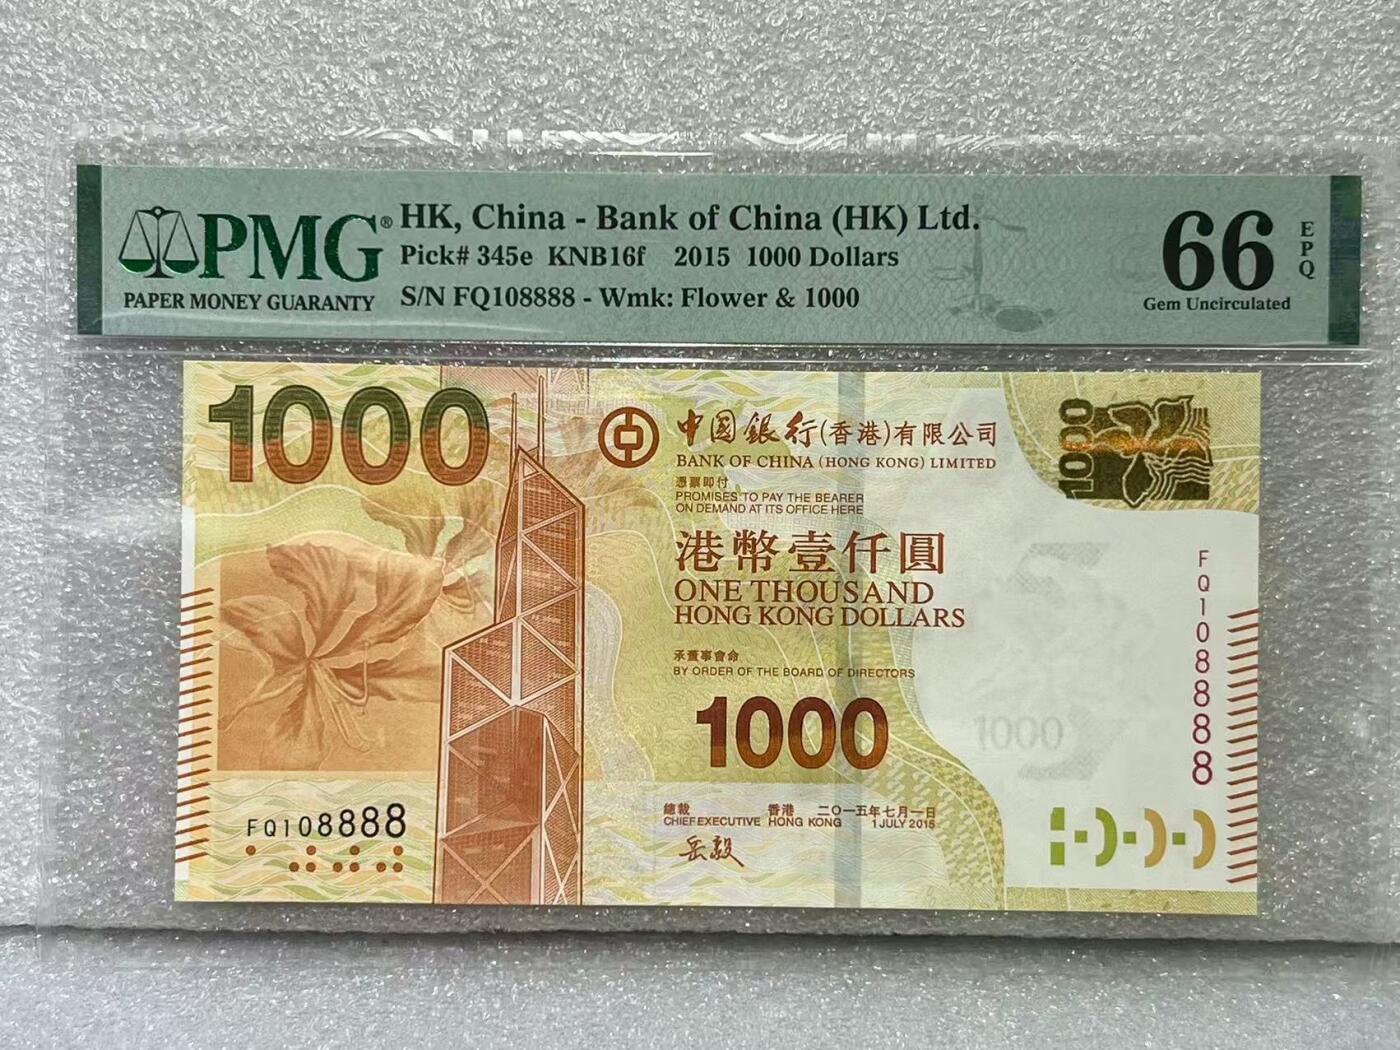 PMG®
PAPER MONEY GUARANTY
HK, China - Bank of China (HK) Ltd.
Pick# 345e KNB16f 2015 1000 Dollars
S/N FQ108888 - Wmk: Flower & 1000
66
EPQ
Gem Uncirculated
1000
中國銀行(香港)有限公司
BANK OF CHINA (HONG KONG) LIMITED
憑票即付
PROMISES TO PAY THE BEARER
ON DEMAND AT ITS OFFICE HERE
1000
港幣壹仟圓
ONE THOUSAND
HONG KONG DOLLARS
FQ108888
承董事會命
BY ORDER OF THE BOARD OF DIRECTORS
1000
1000
總裁 香港 二〇一五年七月一日
CHIEF EXECUTIVE HONG KONG 1 JULY 2015
岳毅
FQ108888